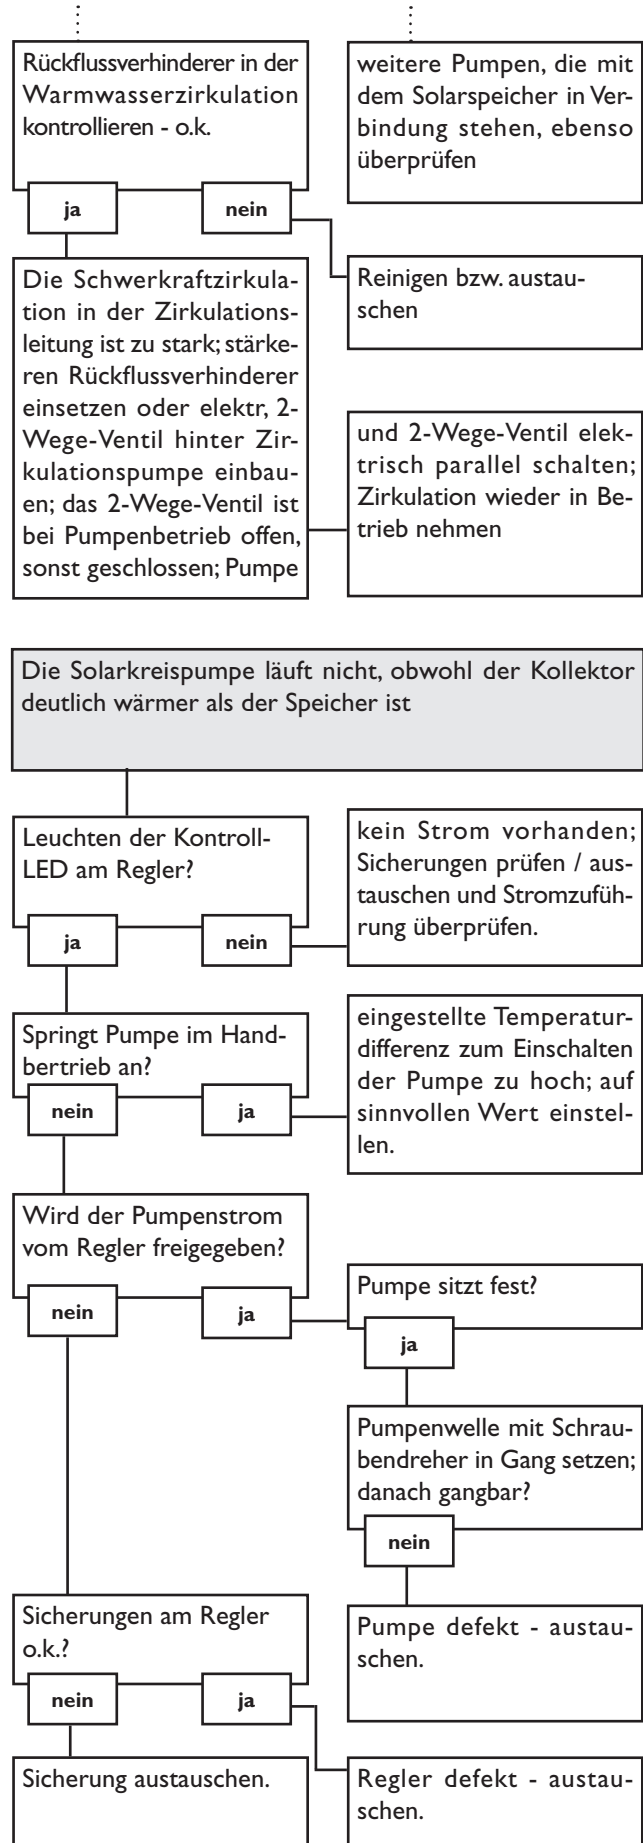 Rückflussverhinderer in der
Warmwasserzirkulation
kontrollieren - o.k.
ja
nein
weitere Pumpen, die mit
dem Solarspeicher in Ver-
bindung stehen, ebenso
überprüfen
Reinigen bzw. austau-
schen
Die Schwerkraftzirkula-
tion in der Zirkulations-
leitung ist zu stark; stärke-
ren Rückflussverhinderer
einsetzen oder elektr, 2-
Wege-Ventil hinter Zir-
kulationspumpe einbau-
en; das 2-Wege-Ventil ist
bei Pumpenbetrieb offen,
sonst geschlossen; Pumpe
und 2-Wege-Ventil elek-
trisch parallel schalten;
Zirkulation wieder in Be-
trieb nehmen
Die Solarkreispumpe läuft nicht, obwohl der Kollektor
deutlich wärmer als der Speicher ist
Leuchten der Kontroll-
LED am Regler?
ja
nein
kein Strom vorhanden;
Sicherungen prüfen / aus-
tauschen und Stromzufüh-
rung überprüfen.
Springt Pumpe im Hand-
bertrieb an?
nein
ja
eingestellte Temperatur-
differenz zum Einschalten
der Pumpe zu hoch; auf
sinnvollen Wert einstel-
len.
Wird der Pumpenstrom
vom Regler freigegeben?
nein
ja
Pumpe sitzt fest?
ja
Pumpenwelle mit Schrau-
bendreher in Gang setzen;
danach gangbar?
nein
Pumpe defekt - austau-
schen.
Sicherungen am Regler
o.k.?
nein
ja
Sicherung austauschen.
Regler defekt - austau-
schen.